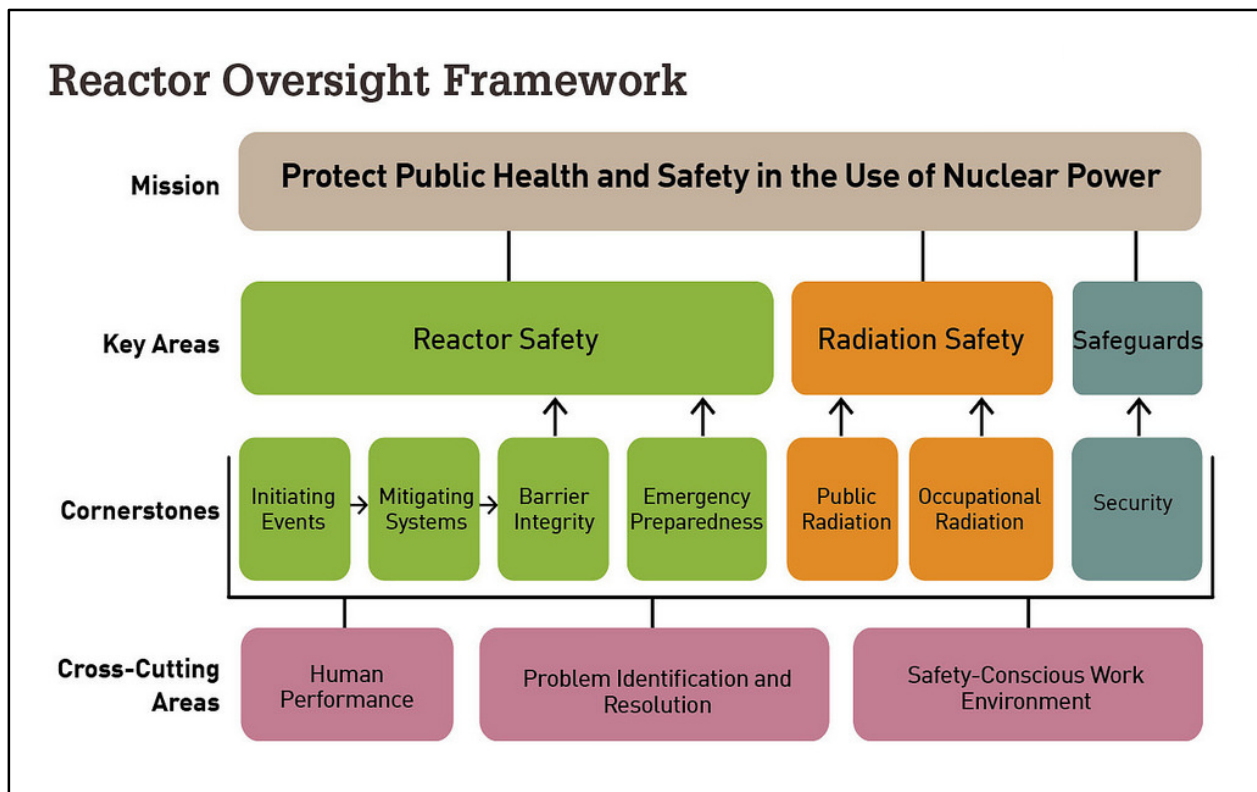 Reactor Oversight Framework
Mission
Protect Public Health and Safety in the Use of Nuclear Power
Key Areas
Reactor Safety
Radiation Safety
Safeguards
Cornerstones
Initiating
Events
Mitigating
Systems
Barrier
Integrity
Emergency
Preparedness
Public
Radiation
Occupational
Radiation
Security
Cross-Cutting
Areas
Human
Performance
Problem Identification and
Resolution
Safety-Conscious Work
Environment